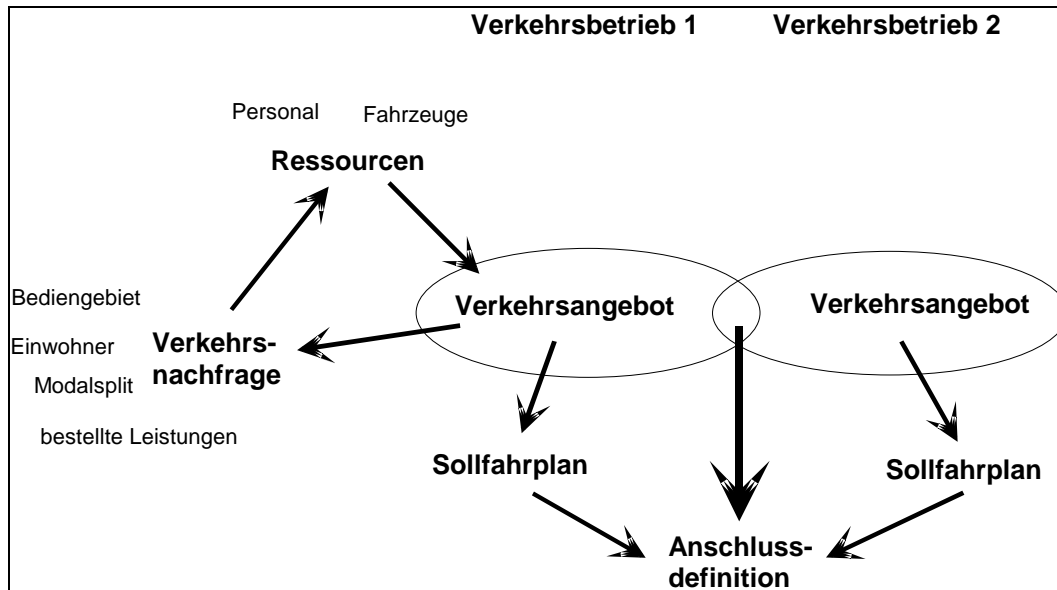 Verkehrsbetrieb 1
Verkehrsbetrieb 2
Personal
Fahrzeuge
Ressourcen
Bediengebiet
Einwohner
Modalsplit
bestellte Leistungen
Verkehrs-
nachfrage
Verkehrsangebot
Verkehrsangebot
Sollfahrplan
Sollfahrplan
Anschluss-
definition